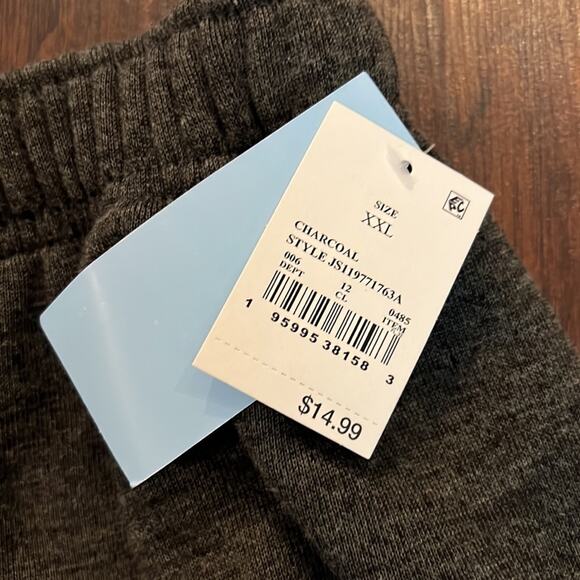 SIZE
XXL
CHARCOAL
STYLE JS119771763A
006 12 0485
DEPT CL ITEM
1 95995 38158 3
$14.99